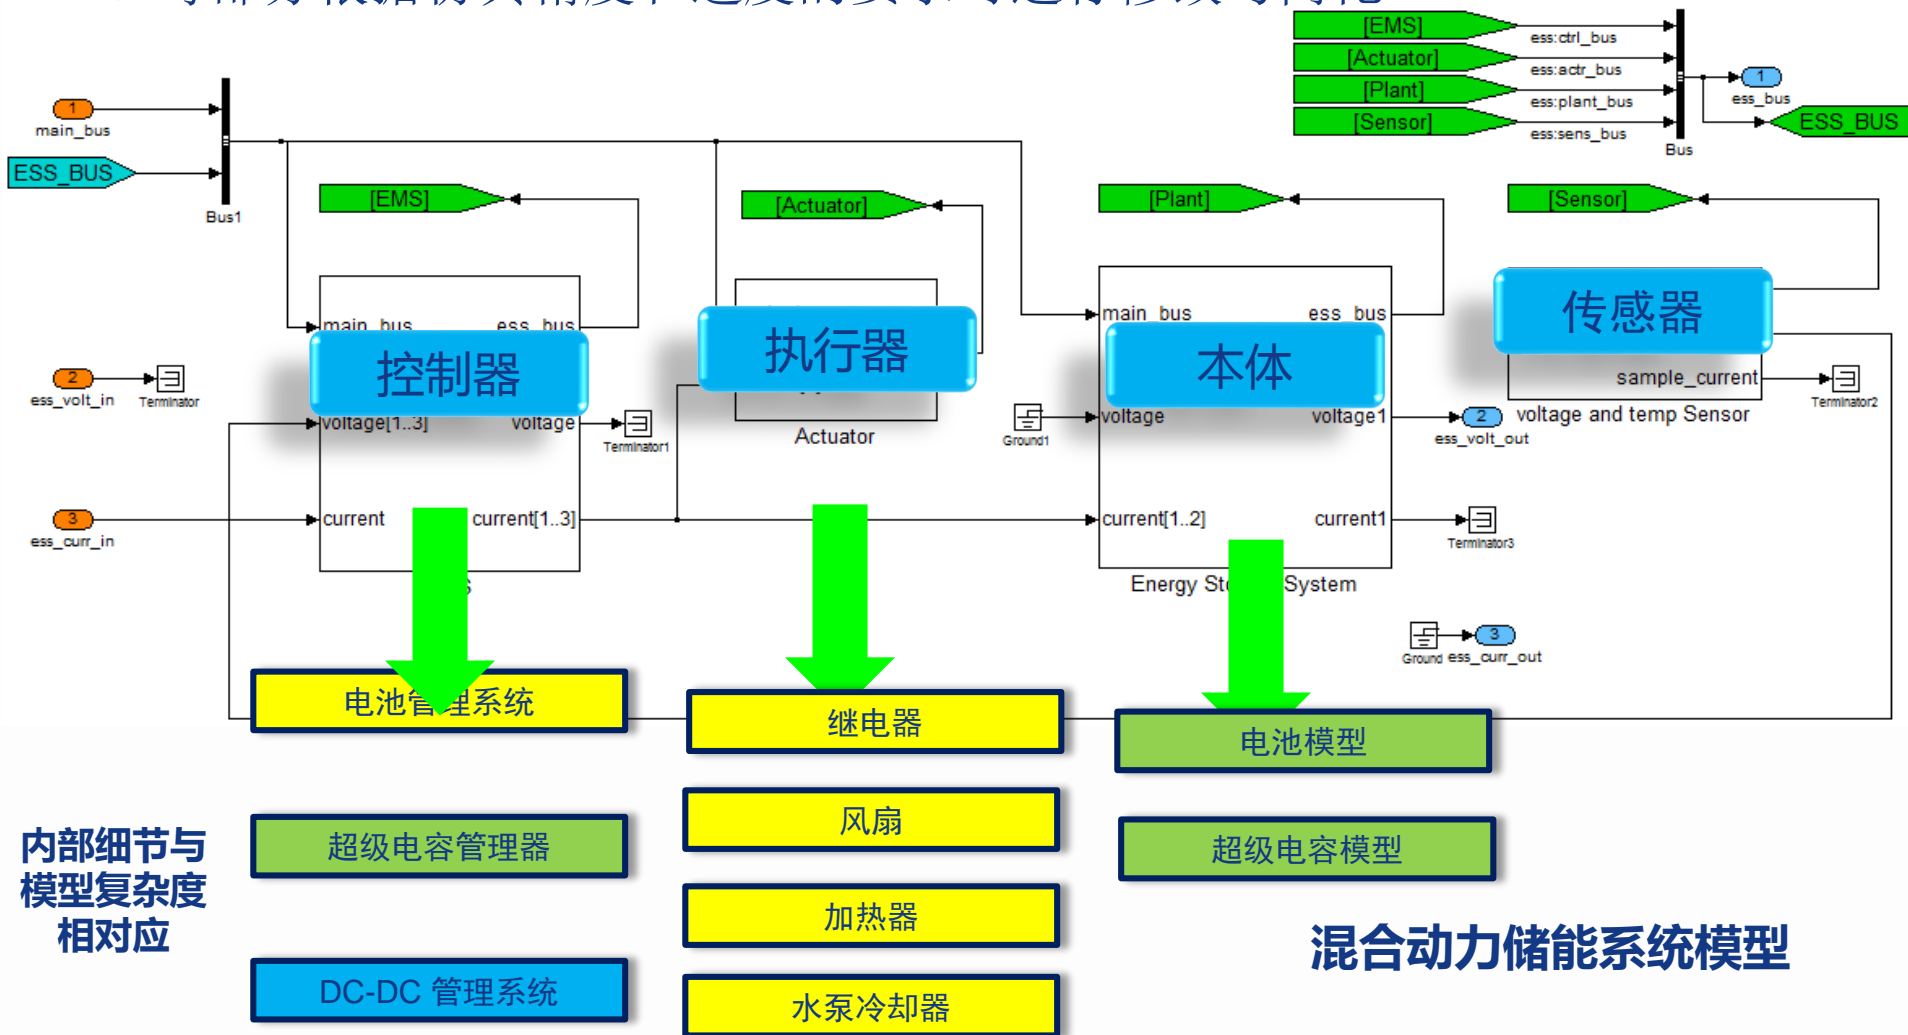 [EMS]
ess:ctrl_bus
[Actuator]
ess:actr_bus
[Plant]
ess:plant_bus
[Sensor]
ess:sens_bus
Bus
1
ess_bus
ESS_BUS
1
main_bus
ESS_BUS
Bus1
[EMS]
[Actuator]
[Plant]
[Sensor]
main_bus
ess_bus
控制器
执行器
main_bus
ess_bus
本体
传感器
2
ess_volt_in
Terminator
voltage[1..3]
voltage
Terminator1
Actuator
Ground1
voltage
voltage1
2
ess_volt_out
sample_current
Terminator2
voltage and temp Sensor
3
ess_curr_in
current
current[1..3]
current[1..2]
current1
Terminator3
Energy St
System
Ground
3
ess_curr_out
电池管理系统
继电器
电池模型
风扇
超级电容管理器
超级电容模型
加热器
DC-DC 管理系统
水泵冷却器
内部细节与
模型复杂度
相对应
混合动力储能系统模型